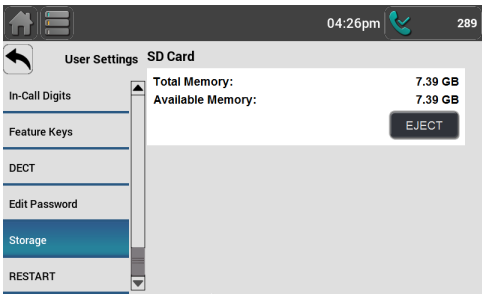 04:26pm 289
User Settings SD Card
Total Memory: 7.39 GB
Available Memory: 7.39 GB
EJECT
In-Call Digits
Feature Keys
DECT
Edit Password
Storage
RESTART